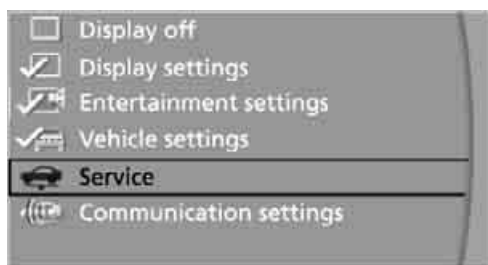 Display off
Display settings
Entertainment settings
Vehicle settings
Service
Communication settings